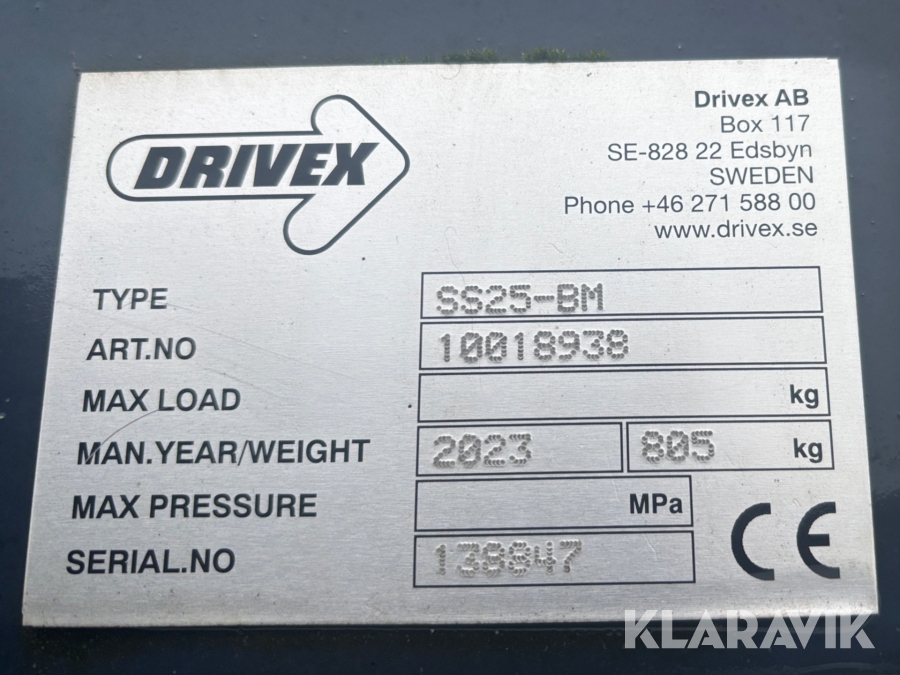 DRIVEX
Drivex AB
Box 117
SE-828 22 Edsbyn
SWEDEN
Phone +46 271 588 00
www.drivex.se
TYPE SS25-BM
ART.NO 10018938
MAX LOAD kg
MAN.YEAR/WEIGHT 2023 805 kg
MAX PRESSURE MPa
SERIAL.NO 138847
CE
KLARAVIK